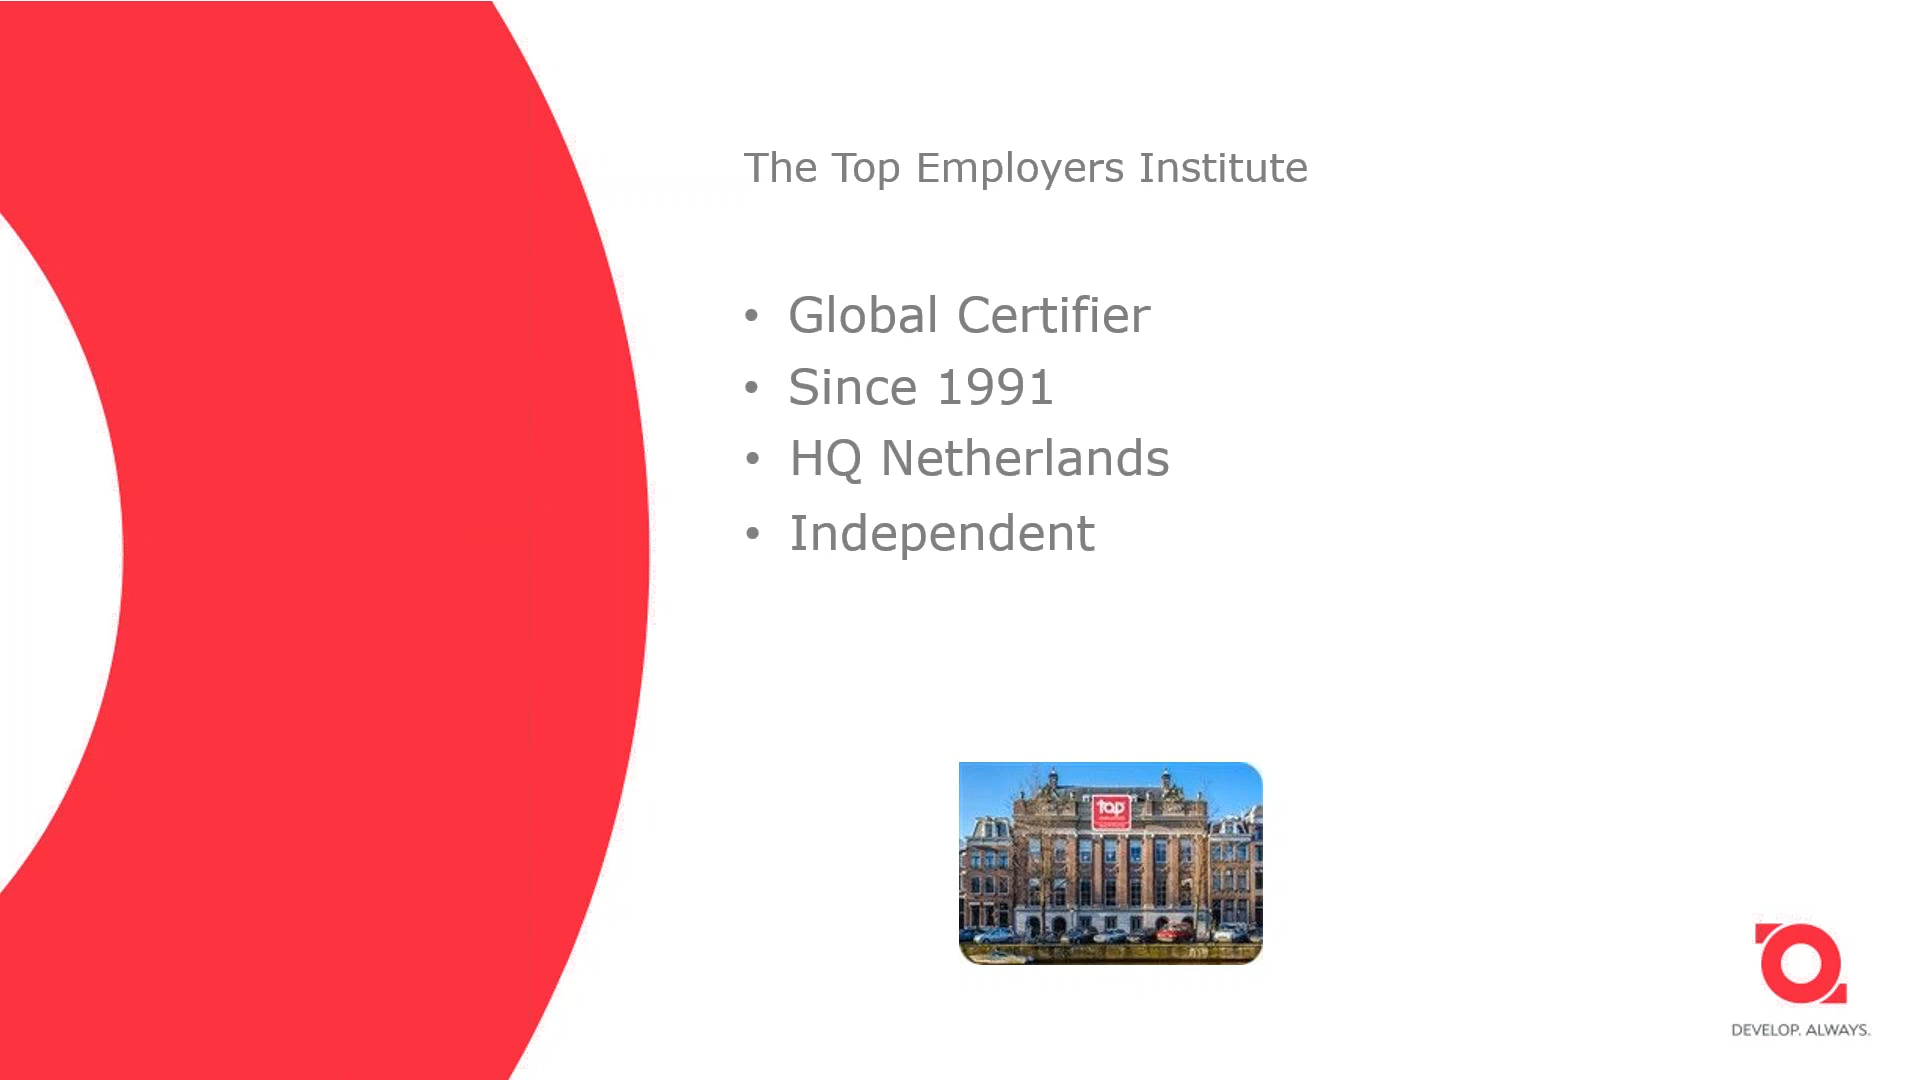 The Top Employers Institute
• Global Certifier
• Since 1991
• HQ Netherlands
• Independent
top
DEVELOP. ALWAYS.